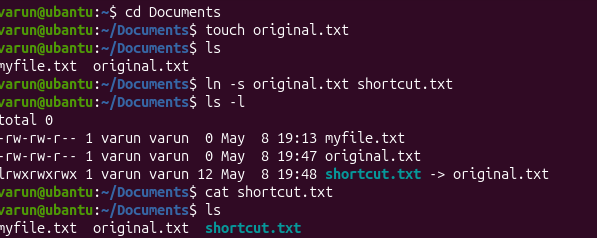 varun@ubantu:~$ cd Documents
varun@ubantu:~/Documents$ touch original.txt
varun@ubantu:~/Documents$ ls
myfile.txt  original.txt
varun@ubantu:~/Documents$ ln -s original.txt shortcut.txt
varun@ubantu:~/Documents$ ls -l
total 0
-rw-rw-r-- 1 varun varun  0 May  8 19:13 myfile.txt
-rw-rw-r-- 1 varun varun  0 May  8 19:47 original.txt
lrwxrwxrwx 1 varun varun 12 May  8 19:48 shortcut.txt -> original.txt
varun@ubantu:~/Documents$ cat shortcut.txt
varun@ubantu:~/Documents$ ls
myfile.txt  original.txt  shortcut.txt